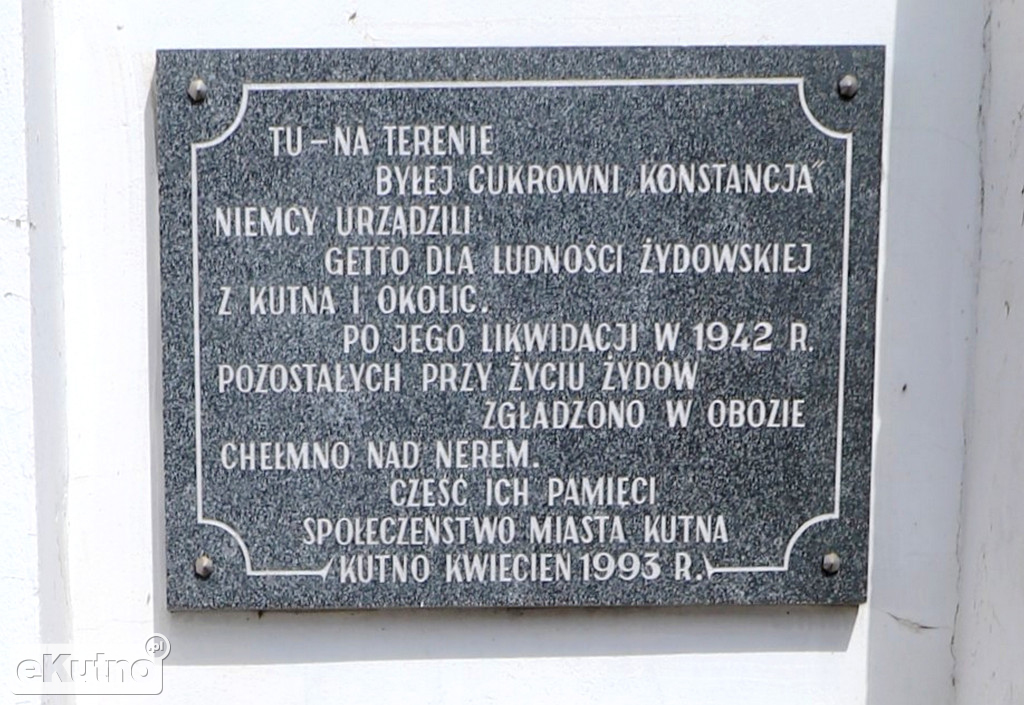 TU – NA TERENIE
BYŁEJ CUKROWNI KONSTANCJA"
NIEMCY URZĄDZILI
GETTO DLA LUDNOŚCI ŻYDOWSKIEJ
Z KUTNA I OKOLIC.
PO JEGO LIKWIDACJI W 1942 R.
POZOSTAŁYCH PRZY ŻYCIU ŻYDÓW
ZGŁADZONO W OBOZIE
CHEŁMNO NAD NEREM.
CZEŚĆ ICH PAMIĘCI
SPOŁECZEŃSTWO MIASTA KUTNA
KUTNO KWIECIEŃ 1993 R.
eKutno.pl